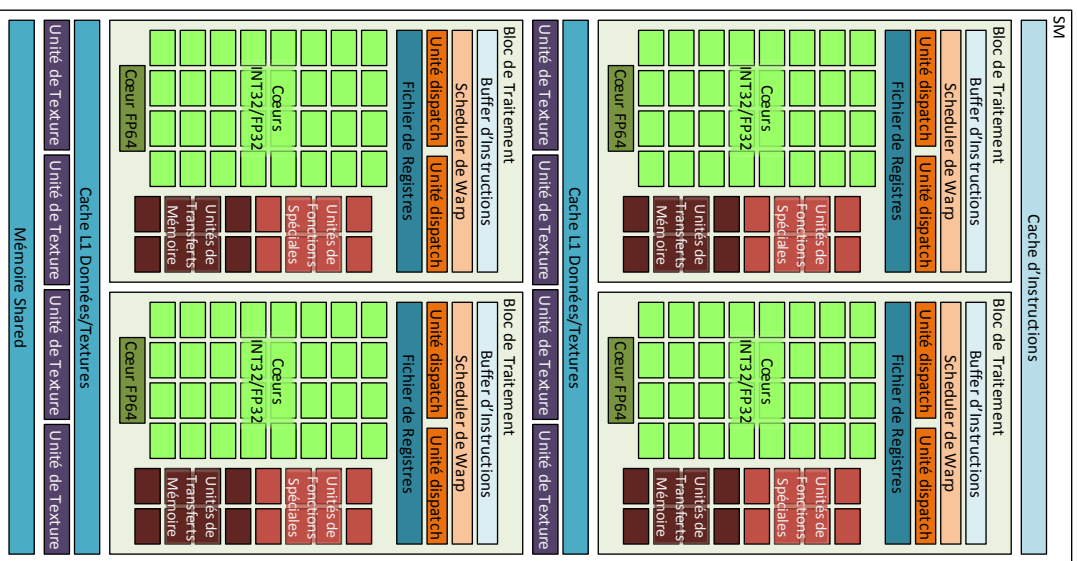 SM
Cache d'Instructions
Bloc de Traitement
Buffer d'Instructions
Scheduler de Warp
Unité dispatch
Unité dispatch
Fichier de Registres
Cœurs
INT32/FP32
Unités de
Fonctions
Spéciales
Unités de
Transferts
Mémoire
Cœur FP64
Bloc de Traitement
Buffer d'Instructions
Scheduler de Warp
Unité dispatch
Unité dispatch
Fichier de Registres
Cœurs
INT32/FP32
Unités de
Fonctions
Spéciales
Unités de
Transferts
Mémoire
Cœur FP64
Cache L1 Données/Textures
Unité de Texture
Unité de Texture
Unité de Texture
Unité de Texture
Bloc de Traitement
Buffer d'Instructions
Scheduler de Warp
Unité dispatch
Unité dispatch
Fichier de Registres
Cœurs
INT32/FP32
Unités de
Fonctions
Spéciales
Unités de
Transferts
Mémoire
Cœur FP64
Bloc de Traitement
Buffer d'Instructions
Scheduler de Warp
Unité dispatch
Unité dispatch
Fichier de Registres
Cœurs
INT32/FP32
Unités de
Fonctions
Spéciales
Unités de
Transferts
Mémoire
Cœur FP64
Cache L1 Données/Textures
Unité de Texture
Unité de Texture
Unité de Texture
Unité de Texture
Mémoire Shared